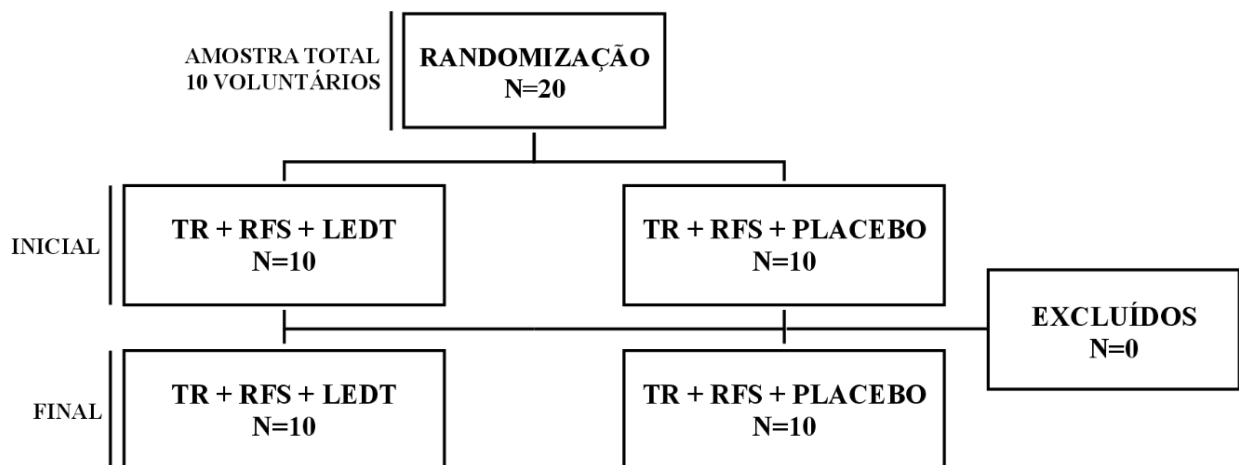 AMOSTRA TOTAL
10 VOLUNTÁRIOS
RANDOMIZAÇÃO
N=20
INICIAL
TR + RFS + LEDT
N=10
TR + RFS + PLACEBO
N=10
EXCLUÍDOS
N=0
FINAL
TR + RFS + LEDT
N=10
TR + RFS + PLACEBO
N=10